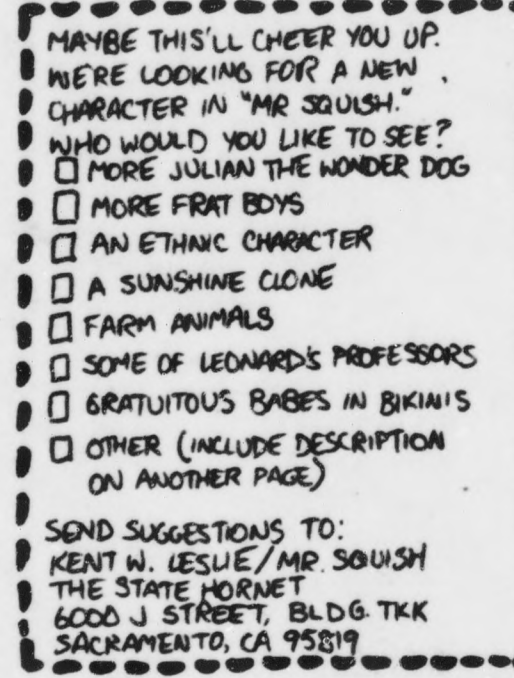 MAYBE THIS'LL CHEER YOU UP.
WE'RE LOOKING FOR A NEW
CHARACTER IN "MR SQUISH."
WHO WOULD YOU LIKE TO SEE?
☐ MORE JULIAN THE WONDER DOG
☐ MORE FRAT BOYS
☐ AN ETHNIC CHARACTER
☐ A SUNSHINE CLONE
☐ FARM ANIMALS
☐ SOME OF LEONARD'S PROFESSORS
☐ GRATUITOUS BABES IN BIKINIS
☐ OTHER (INCLUDE DESCRIPTION
ON ANOTHER PAGE)
SEND SUGGESTIONS TO:
KENT W. LESLIE/MR. SQUISH
THE STATE HORNET
6000 J STREET, BLDG. TKK
SACRAMENTO, CA 95819